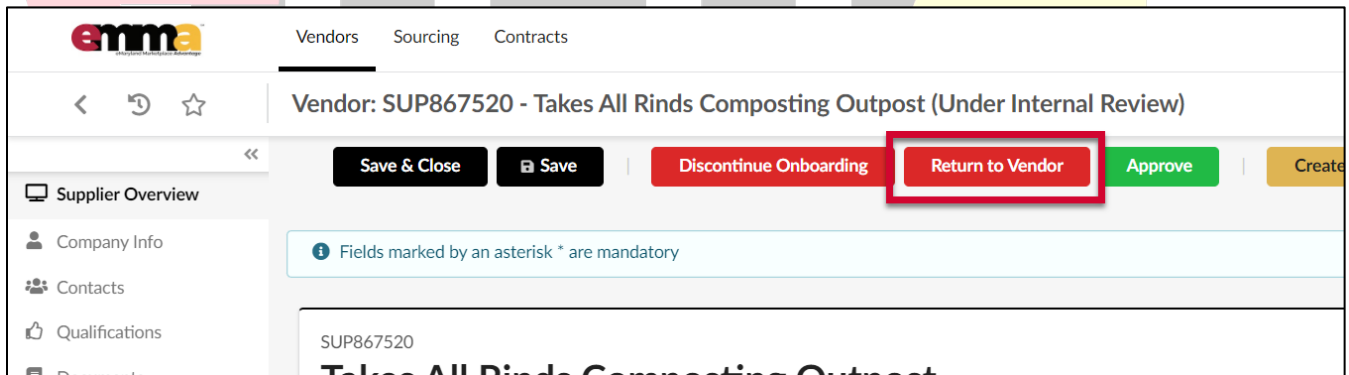 emma
eMaryland Marketplace Advantage
Vendors Sourcing Contracts
Vendor: SUP867520 - Takes All Rinds Composting Outpost (Under Internal Review)
Save & Close Save Discontinue Onboarding Return to Vendor Approve Create
Supplier Overview
Company Info
Fields marked by an asterisk * are mandatory
Contacts
Qualifications
SUP867520
Documents
Takes All Rinds Composting Outpost